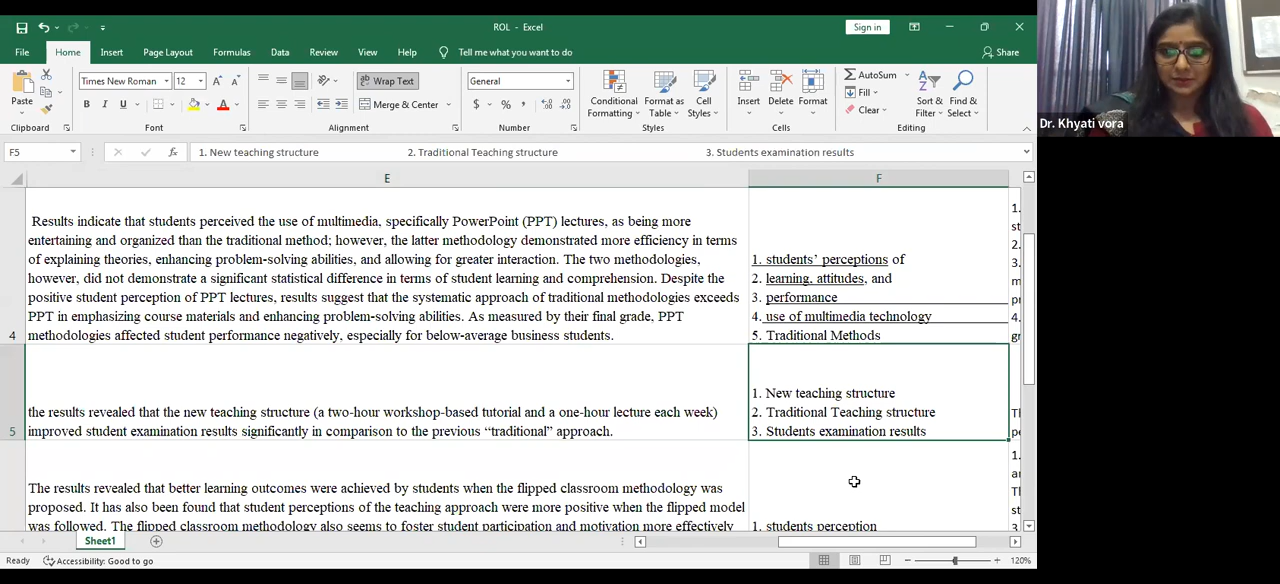 ROL - Excel
Sign in
File Home Insert Page Layout Formulas Data Review View Help Tell me what you want to do Share
Paste
Times New Roman 12
B I U
Wrap Text
Merge & Center
General
$ % ,
Conditional Formatting
Format as Table
Cell Styles
Insert Delete Format
AutoSum
Fill
Clear
Sort & Filter
Find & Select
Clipboard Font Alignment Number Styles Cells Editing
Dr. Khyati vora
F5 fx 1. New teaching structure 2. Traditional Teaching structure 3. Students examination results
E F
Results indicate that students perceived the use of multimedia, specifically PowerPoint (PPT) lectures, as being more
entertaining and organized than the traditional method; however, the latter methodology demonstrated more efficiency in terms
of explaining theories, enhancing problem-solving abilities, and allowing for greater interaction. The two methodologies,
however, did not demonstrate a significant statistical difference in terms of student learning and comprehension. Despite the
positive student perception of PPT lectures, results suggest that the systematic approach of traditional methodologies exceeds
PPT in emphasizing course materials and enhancing problem-solving abilities. As measured by their final grade, PPT
4 methodologies affected student performance negatively, especially for below-average business students.
1. students’ perceptions of
2. learning, attitudes, and
3. performance
4. use of multimedia technology
5. Traditional Methods
the results revealed that the new teaching structure (a two-hour workshop-based tutorial and a one-hour lecture each week)
5 improved student examination results significantly in comparison to the previous “traditional” approach.
1. New teaching structure
2. Traditional Teaching structure
3. Students examination results
The results revealed that better learning outcomes were achieved by students when the flipped classroom methodology was
proposed. It has also been found that student perceptions of the teaching approach were more positive when the flipped model
was followed. The flipped classroom methodology also seems to foster student participation and motivation more effectively
1. students perception
1.
st
2.
3.
4.
1.
3
Sheet1
Ready Accessibility: Good to go 120%